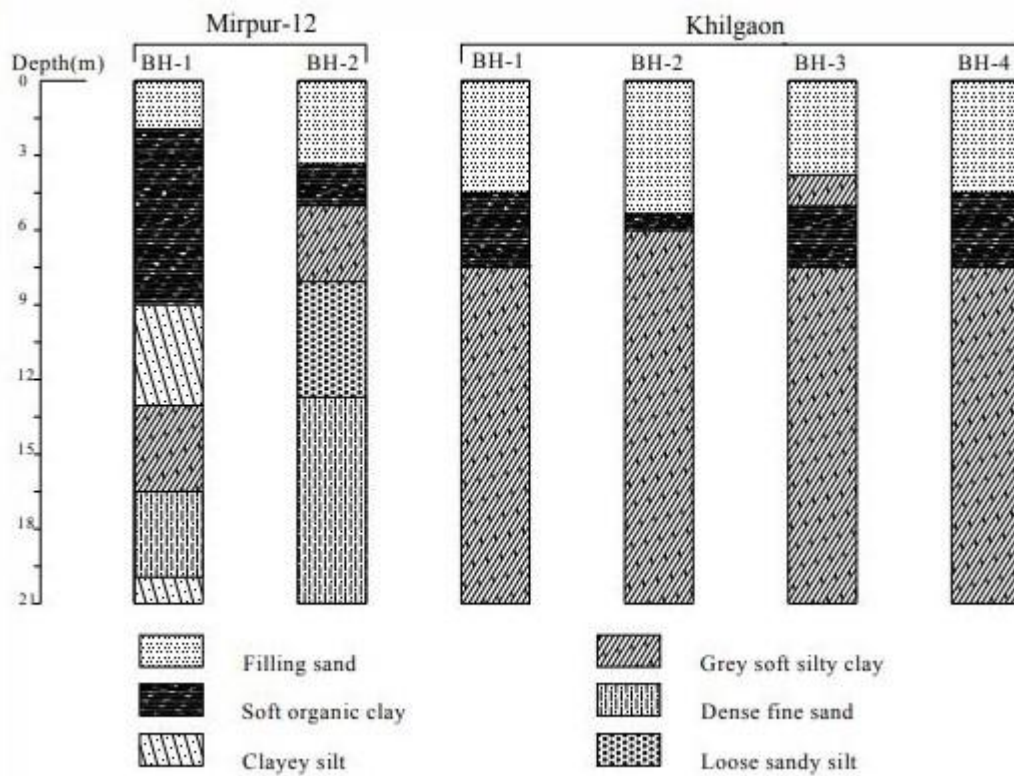 Mirpur-12
Khilgaon
Depth(m)
BH-1
BH-2
BH-1
BH-2
BH-3
BH-4
0
3
6
9
12
15
18
21
Filling sand
Soft organic clay
Clayey silt
Grey soft silty clay
Dense fine sand
Loose sandy silt